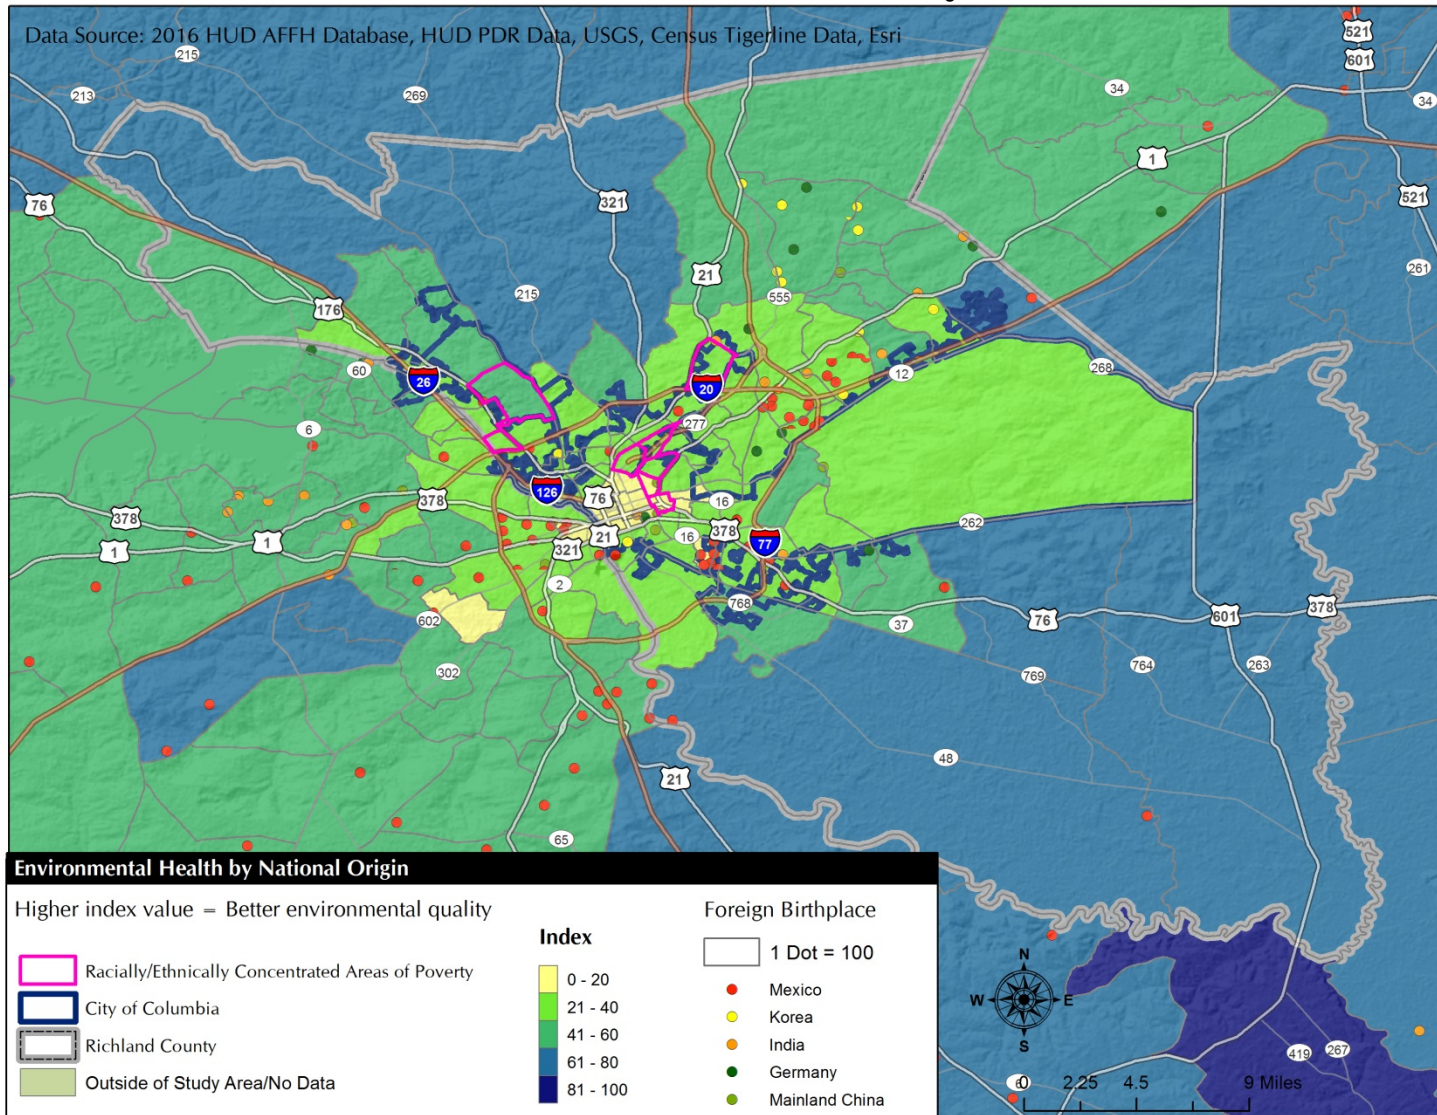 Data Source: 2016 HUD AFFH Database, HUD PDR Data, USGS, Census Tigerline Data, Esri
215
213
269
34
34
521
601
1
76
321
521
21
261
215
176
555
268
60
26
20
12
6
277
378
126
76
16
378
262
378
1
1
321
21
16
77
2
768
602
37
76
601
378
302
769
764
263
48
21
65
Environmental Health by National Origin
Higher index value = Better environmental quality
Racially/Ethnically Concentrated Areas of Poverty
City of Columbia
Richland County
Outside of Study Area/No Data
Index
0 - 20
21 - 40
41 - 60
61 - 80
81 - 100
Foreign Birthplace
1 Dot = 100
Mexico
Korea
India
Germany
Mainland China
N
W E
S
419
267
6
0 2.25 4.5 9 Miles